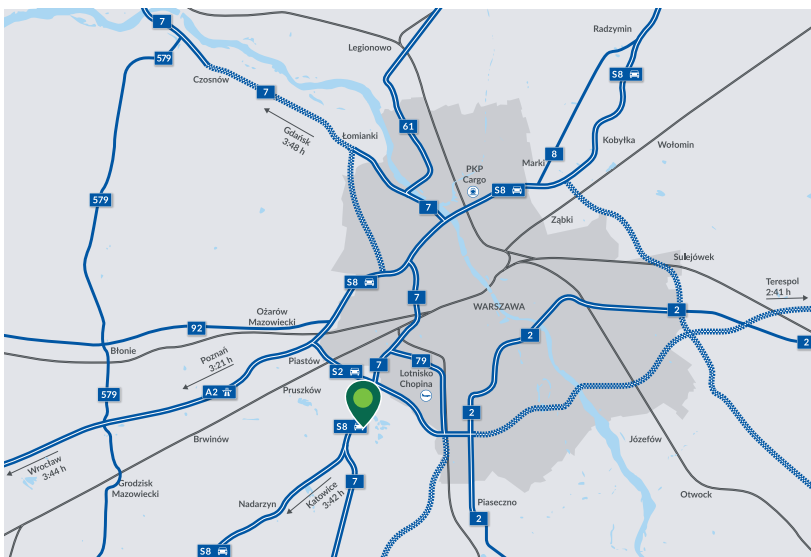 7
Radzymin
Legionowo
579
Czosnów
S8
7
Gdańsk
3:48 h
61
Łomianki
Kobyłka
Wołomin
8
Marki
PKP
Cargo
S8
579
7
Ząbki
Sulejówek
S8
Terespol
2:41 h
7
WARSZAWA
Ożarów
Mazowiecki
92
2
2
2
Błonie
Poznań
3:21 h
Piastów
7
79
S2
Lotnisko
Chopina
A2
Pruszków
579
2
S8
Brwinów
Józefów
Wrocław
3:44 h
Grodzisk
Mazowiecki
7
Katowice
3:42 h
Nadarzyn
Otwock
Piaseczno
2
S8